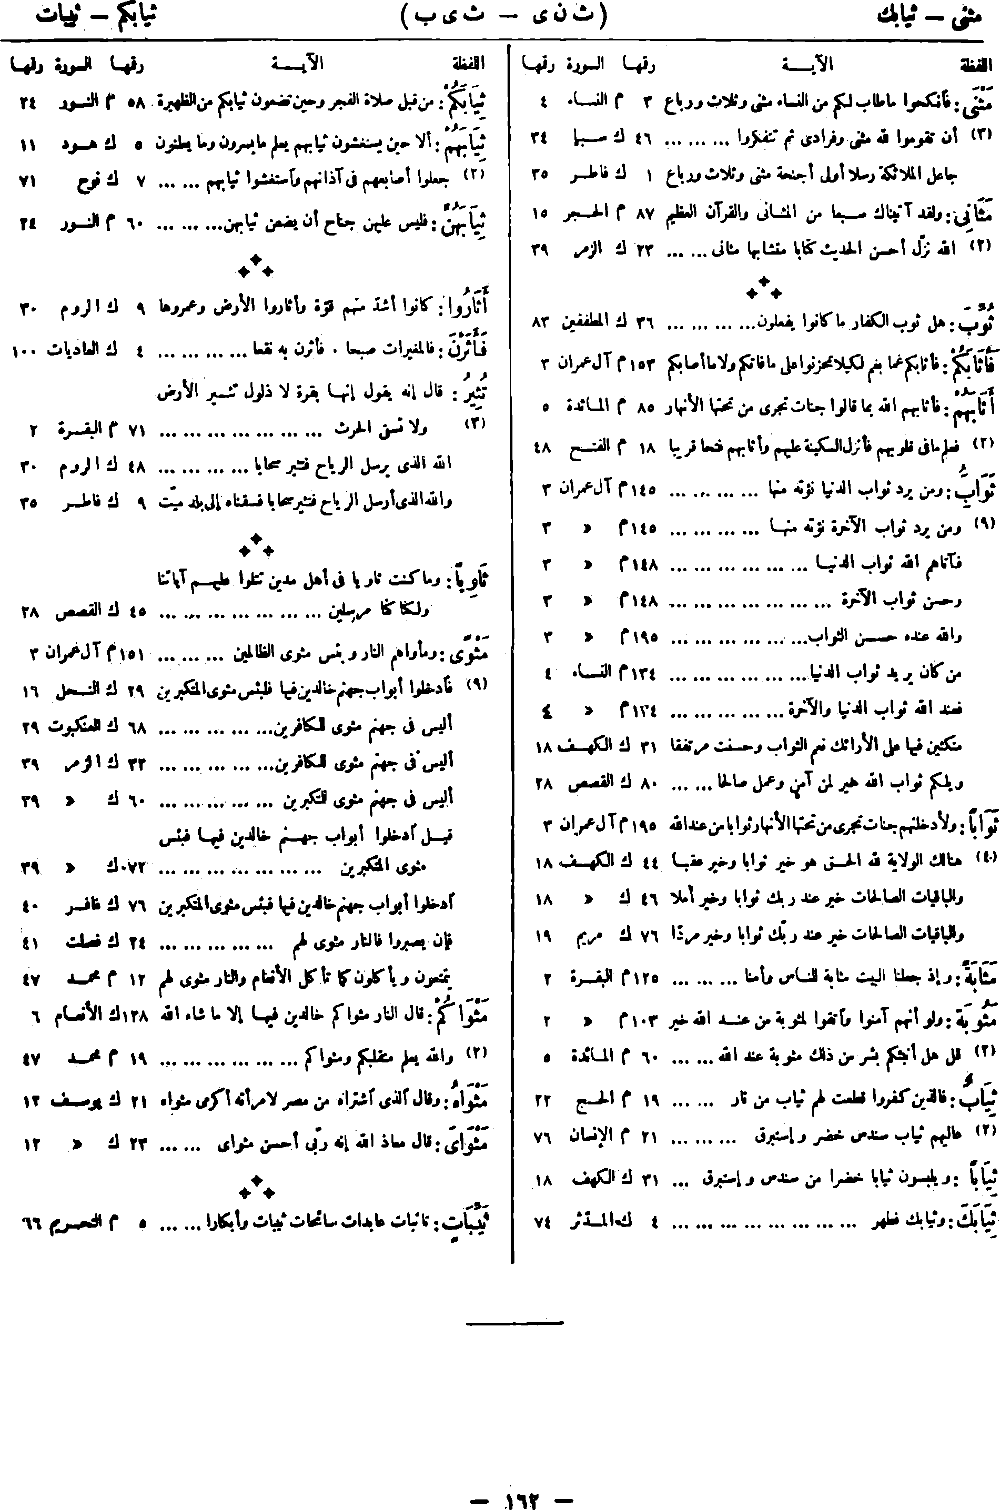 مثنى – ثيابك (ث ن ى – ث ى ب) ثيابكم – ثيبات
اللفظة الآيــة رقمها السورة رقمها
مَثْنَى : فأنكحوا ما طاب لكم من النساء مثنى وثلاث ورباع ٣ م النساء ٤
(٣) أن تقوموا لله مثنى وفرادى ثم تتفكروا ... ... ... ٤٦ ك سبأ ٣٤
جاعل الملائكة رسلا أولى أجنحة مثنى وثلاث ورباع ١ ك فاطر ٣٥
مَثَانِىَ : ولقد آتيناك سبعا من المثانى والقرآن العظيم ٨٧ م الحجر ١٥
(٢) الله نزّل أحسن الحديث كتابا متشابها مثانى ... ... ٢٣ ك الزمر ٣٩
ثُوِّبَ : هل ثوب الكفار ما كانوا يفعلون ... ... ... ... ٣٦ ك المطففين ٨٣
فَأَثَابَكُمْ : فأثابكم غما بغم لكيلا تحزنوا على ما فاتكم ولا ما أصابكم ١٥٣ م آل عمران ٣
أَثَابَهُمْ : فأثابهم الله بما قالوا جنات تجرى من تحتها الأنهار ٨٥ م المائدة ٥
(٢) فعلم ما فى قلوبهم فأنزل السكينة عليهم وأثابهم فتحا قريبا ١٨ م الفتح ٤٨
ثَوَابَ : ومن يرد ثواب الدنيا نؤته منها ... ... ... ... ١٤٥ م آل عمران ٣
(٩) ومن يرد ثواب الآخرة نؤته منها ... ... ... ... ١٤٥ م » ٣
فآتاهم الله ثواب الدنيا ... ... ... ... ... ... ١٤٨ م » ٣
وحسن ثواب الآخرة ... ... ... ... ... ... ... ١٤٨ م » ٣
والله عنده حسن الثواب ... ... ... ... ... ... ١٩٥ م » ٣
من كان يريد ثواب الدنيا ... ... ... ... ... ... ١٣٤ م النساء ٤
فعند الله ثواب الدنيا والآخرة ... ... ... ... ... ١٣٤ م » ٤
متكئين فيها على الأرائك نعم الثواب وحسنت مرتفقا ٣١ ك الكهف ١٨
ويلكم ثواب الله خير لمن آمن وعمل صالحا ... ... ٨٠ ك القصص ٢٨
ثَوَاباً : ولأدخلنهم جنات تجرى من تحتها الأنهار ثوابا من عند الله ١٩٥ م آل عمران ٣
(٤) هنالك الولاية لله الحق هو خير ثوابا وخير عقبا ٤٤ ك الكهف ١٨
والباقيات الصالحات خير عند ربك ثوابا وخير أملا ٤٦ ك » ١٨
والباقيات الصالحات خير عند ربّك ثوابا وخير مردّا ٧٦ ك مريم ١٩
مَثَابَةً : وإذ جعلنا البيت مثابة للناس وأمنا ... ... ... ١٢٥ م البقرة ٢
مَثُوبَة : ولو أنهم آمنوا واتقوا لمثوبة من عند الله خير ١٠٣ م » ٢
(٢) قل هل أنبئكم بشر من ذلك مثوبة عند الله ... ... ٦٠ م المائدة ٥
ثِيَابٌ : فالذين كفروا قطعت لهم ثياب من نار ... ... ١٩ م الحج ٢٢
(٢) عاليهم ثياب سندس خضر وإستبرق ... ... ... ٢١ م الإنسان ٧٦
ثِيَاباً : ويلبسون ثيابا خضرا من سندس وإستبرق ... ٣١ ك الكهف ١٨
ثِيَابَكَ : وثيابك فطهر ... ... ... ... ... ... ... ... ٤ ك المدّثر ٧٤
اللفظة الآيــة رقمها السورة رقمها
ثِيَابَكُمْ : من قبل صلاة الفجر وحين تضعون ثيابكم من الظهيرة ٥٨ م النور ٢٤
ثِيَابَهُمْ : ألا حين يستغشون ثيابهم يعلم ما يسرون وما يعلنون ٥ ك هود ١١
(٢) جعلوا أصابعهم فى آذانهم وأستغشوا ثيابهم ... ... ٧ ك نوح ٧١
ثِيَابَهُنَّ : فليس عليهن جناح أن يضعن ثيابهن ... ... ... ٦٠ م النور ٢٤
أَثَارُوا : كانوا أشدّ منهم قوّة وأثاروا الأرض وعمروها ٩ ك الروم ٣٠
فَأَثَرْنَ : فالمغيرات صبحا . فأثرن به نقعا ... ... ... ... ٤ ك العاديات ١٠٠
تُثِيرُ : قال إنه يقول إنها بقرة لا ذلول تثير الأرض
(٣) ولا تسقى الحرث ... ... ... ... ... ... ... ٧١ م البقرة ٢
الله الذى يرسل الرياح فتثير سحابا ... ... ... ... ٤٨ ك الروم ٣٠
والله الذى أرسل الرياح فتثير سحابا فسقناه إلى بلد ميّت ٩ ك فاطر ٣٥
ثَاوِياً : وما كنت ثاويا فى أهل مدين تتلوا عليهم آياتنا
ولكنا كنا مرسلين ... ... ... ... ... ... ... ... ٤٥ ك القصص ٢٨
مَثْوَى : ومأواهم النار وبئس مثوى الظالمين ... ... ... ١٥١ م آل عمران ٣
(٩) فأدخلوا أبواب جهنم خالدين فيها فلبئس مثوى المتكبرين ٢٩ ك النحل ١٦
أليس فى جهنم مثوى للكافرين ... ... ... ... ... ٦٨ ك العنكبوت ٢٩
أليس فى جهنم مثوى للكافرين ... ... ... ... ... ٣٢ ك الزمر ٣٩
أليس فى جهنم مثوى للمتكبرين ... ... ... ... ... ٦٠ ك » ٣٩
قيل أدخلوا أبواب جهنم خالدين فيها فبئس
مثوى المتكبرين ... ... ... ... ... ... ... ٧٢ ك » ٣٩
أدخلوا أبواب جهنم خالدين فيها فبئس مثوى المتكبرين ٧٦ ك غافر ٤٠
فإن يصبروا فالنار مثوى لهم ... ... ... ... ... ٢٤ ك فصلت ٤١
يتمتعون ويأكلون كما تأكل الأنعام والنار مثوى لهم ١٢ م محمد ٤٧
مَثْوَاكُمْ : قال النار مثواكم خالدين فيها إلا ما شاء الله ١٢٨ ك الأنعام ٦
(٢) والله يعلم متقلبكم ومثواكم ... ... ... ... ... ... ١٩ م محمد ٤٧
مَثْوَاهُ : وقال الذى أشتراه من مصر لامرأته أكرمى مثواه ٢١ ك يوسف ١٢
مَثْوَاىَ : قال معاذ الله إنه ربّى أحسن مثواى ... ... ٢٣ ك » ١٢
ثَيِّبَاتٍ : تائبات عابدات سائحات ثيبات وأبكارا ... ... ٥ م التحريم ٦٦
– ١٦٢ –